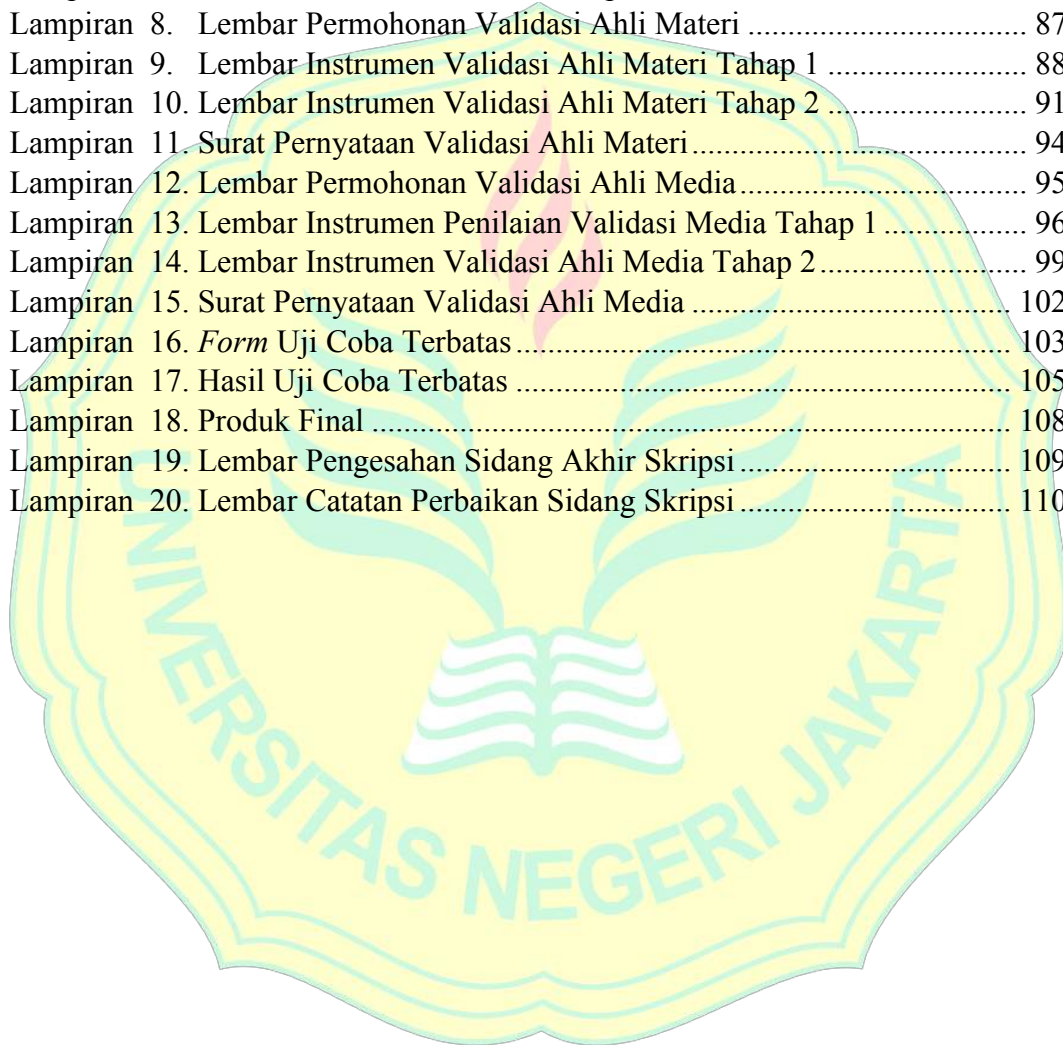 Lampiran 8. Lembar Permohonan Validasi Ahli Materi ................................ 87
Lampiran 9. Lembar Instrumen Validasi Ahli Materi Tahap 1 ....................... 88
Lampiran 10. Lembar Instrumen Validasi Ahli Materi Tahap 2 ....................... 91
Lampiran 11. Surat Pernyataan Validasi Ahli Materi ....................................... 94
Lampiran 12. Lembar Permohonan Validasi Ahli Media ................................. 95
Lampiran 13. Lembar Instrumen Penilaian Validasi Media Tahap 1 ................ 96
Lampiran 14. Lembar Instrumen Validasi Ahli Media Tahap 2 ........................ 99
Lampiran 15. Surat Pernyataan Validasi Ahli Media ..................................... 102
Lampiran 16. Form Uji Coba Terbatas ........................................................... 103
Lampiran 17. Hasil Uji Coba Terbatas ........................................................... 105
Lampiran 18. Produk Final ............................................................................. 108
Lampiran 19. Lembar Pengesahan Sidang Akhir Skripsi ............................... 109
Lampiran 20. Lembar Catatan Perbaikan Sidang Skripsi ............................... 110
UNIVERSITAS NEGERI JAKARTA